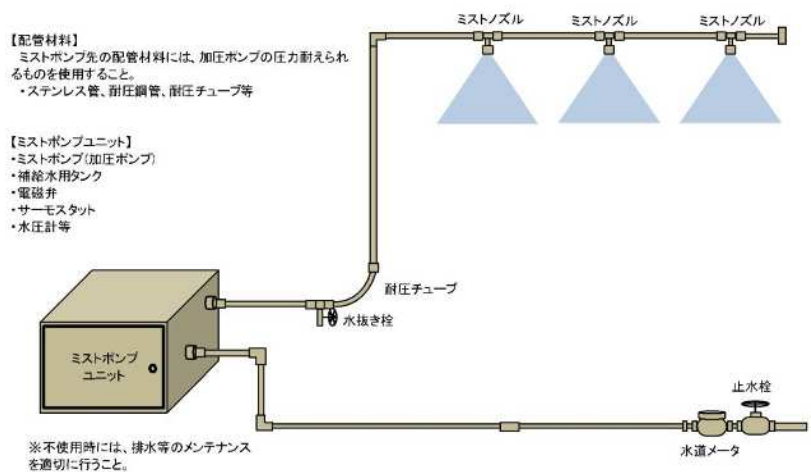 ミストノズル ミストノズル ミストノズル
【配管材料】
ミストポンプ先の配管材料には、加圧ポンプの圧力耐えられ
るものを使用すること。
・ステンレス管、耐圧鋼管、耐圧チューブ等
【ミストポンプユニット】
・ミストポンプ(加圧ポンプ)
・補給水用タンク
・電磁弁
・サーモスタット
・水圧計等
耐圧チューブ
水抜き栓
ミストポンプ
ユニット
止水栓
水道メータ
※不使用時には、排水等のメンテナンス
を適切に行うこと。